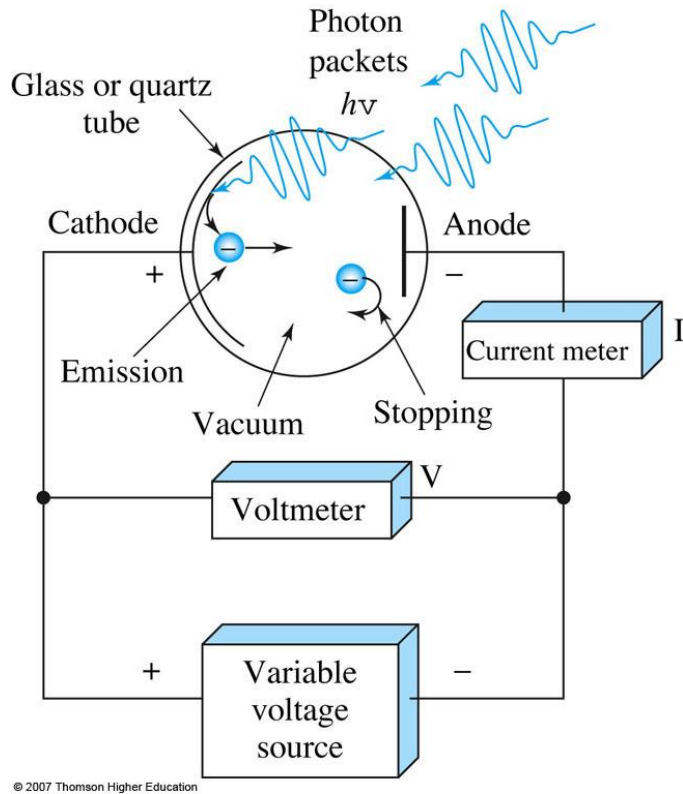 Photon
packets
hν
Glass or quartz
tube
Cathode
Anode
+
−
−
−
Emission
Vacuum
Stopping
Current meter
I
Voltmeter
V
+
−
Variable
voltage
source
© 2007 Thomson Higher Education